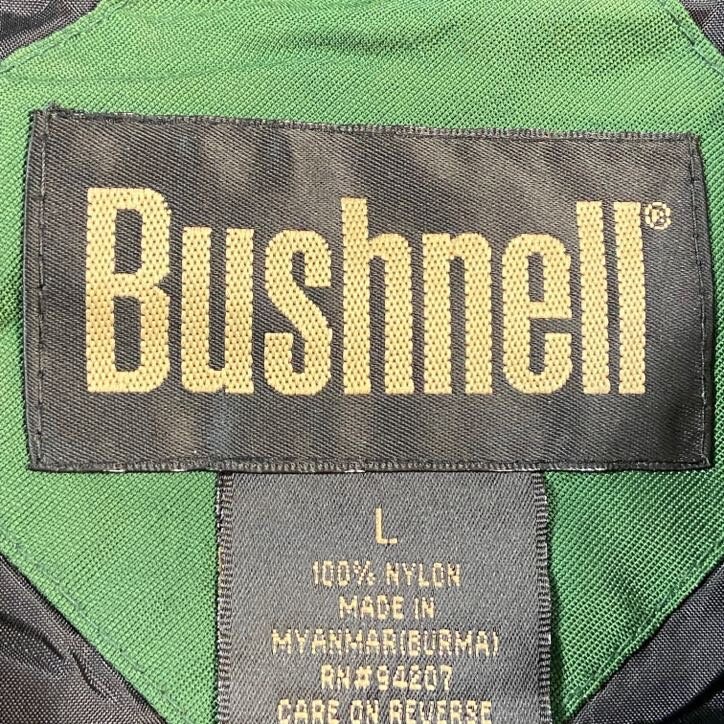 Bushnell®
L
100% NYLON
MADE IN
MYANMAR(BURMA)
RN#94207
CARE ON REVERSE